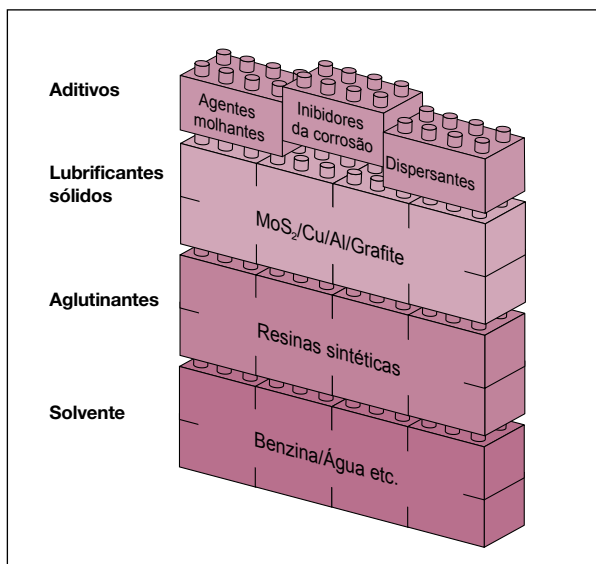 Aditivos
Agentes
molhantes
Inibidores
da corrosão
Dispersantes
Lubrificantes
sólidos
MoS₂/Cu/Al/Grafite
Aglutinantes
Resinas sintéticas
Solvente
Benzina/Água etc.